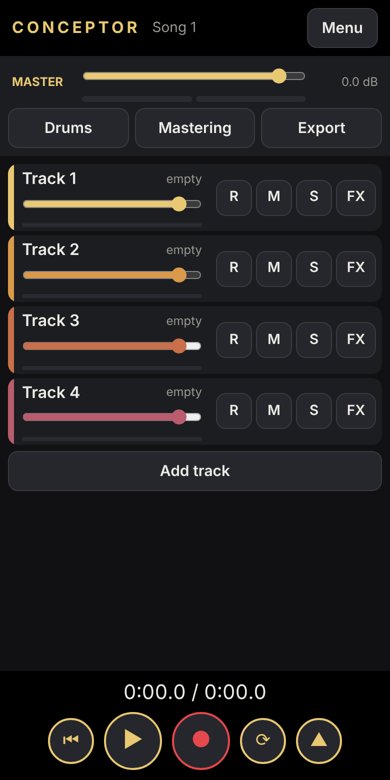 CONCEPTOR Song 1 Menu
MASTER 0.0 dB
Drums Mastering Export
Track 1 empty R M S FX
Track 2 empty R M S FX
Track 3 empty R M S FX
Track 4 empty R M S FX
Add track
0:00.0 / 0:00.0